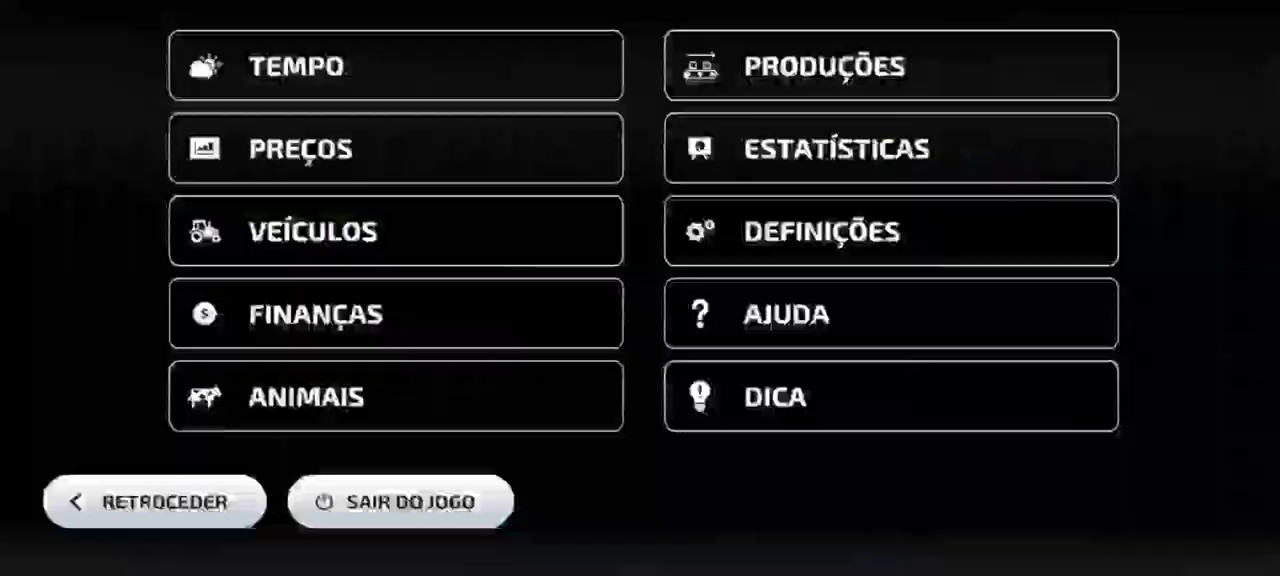 TEMPO
PREÇOS
VEÍCULOS
FINANÇAS
ANIMAIS
PRODUÇÕES
ESTATÍSTICAS
DEFINIÇÕES
AJUDA
DICA
RETROCEDER
SAIR DO JOGO